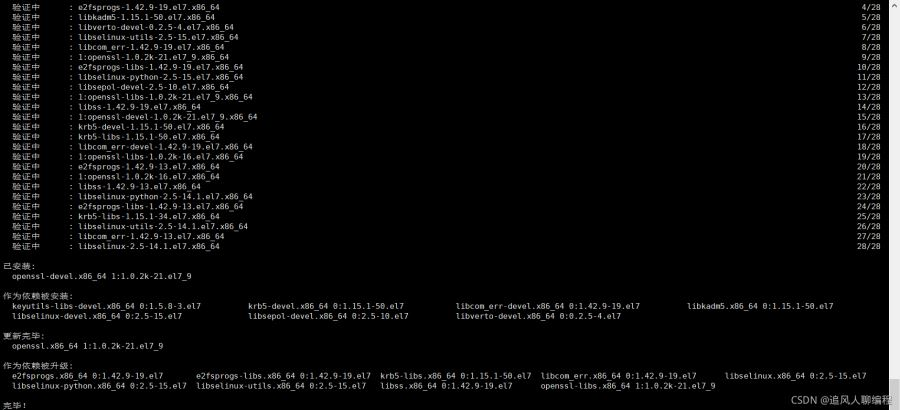 验证中 : e2fsprogs-1.42.9-19.el7.x86_64 4/28
验证中 : libkadm5-1.15.1-50.el7.x86_64 5/28
验证中 : libverto-devel-0.2.5-4.el7.x86_64 6/28
验证中 : libselinux-utils-2.5-15.el7.x86_64 7/28
验证中 : libcom_err-1.42.9-19.el7.x86_64 8/28
验证中 : 1:openssl-1.0.2k-21.el7_9.x86_64 9/28
验证中 : e2fsprogs-libs-1.42.9-19.el7.x86_64 10/28
验证中 : libselinux-python-2.5-15.el7.x86_64 11/28
验证中 : libsepol-devel-2.5-10.el7.x86_64 12/28
验证中 : 1:openssl-libs-1.0.2k-21.el7_9.x86_64 13/28
验证中 : libss-1.42.9-19.el7.x86_64 14/28
验证中 : 1:openssl-devel-1.0.2k-21.el7_9.x86_64 15/28
验证中 : krb5-devel-1.15.1-50.el7.x86_64 16/28
验证中 : krb5-libs-1.15.1-50.el7.x86_64 17/28
验证中 : libcom_err-devel-1.42.9-19.el7.x86_64 18/28
验证中 : 1:openssl-libs-1.0.2k-16.el7.x86_64 19/28
验证中 : e2fsprogs-1.42.9-13.el7.x86_64 20/28
验证中 : 1:openssl-1.0.2k-16.el7.x86_64 21/28
验证中 : libss-1.42.9-13.el7.x86_64 22/28
验证中 : libselinux-python-2.5-14.1.el7.x86_64 23/28
验证中 : e2fsprogs-libs-1.42.9-13.el7.x86_64 24/28
验证中 : krb5-libs-1.15.1-34.el7.x86_64 25/28
验证中 : libselinux-utils-2.5-14.1.el7.x86_64 26/28
验证中 : libcom_err-1.42.9-13.el7.x86_64 27/28
验证中 : libselinux-2.5-14.1.el7.x86_64 28/28
已安装:
openssl-devel.x86_64 1:1.0.2k-21.el7_9
作为依赖被安装:
keyutils-libs-devel.x86_64 0:1.5.8-3.el7 krb5-devel.x86_64 0:1.15.1-50.el7 libcom_err-devel.x86_64 0:1.42.9-19.el7 libkadm5.x86_64 0:1.15.1-50.el7
libselinux-devel.x86_64 0:2.5-15.el7 libsepol-devel.x86_64 0:2.5-10.el7 libverto-devel.x86_64 0:0.2.5-4.el7
更新完毕:
openssl.x86_64 1:1.0.2k-21.el7_9
作为依赖被升级:
e2fsprogs.x86_64 0:1.42.9-19.el7 e2fsprogs-libs.x86_64 0:1.42.9-19.el7 krb5-libs.x86_64 0:1.15.1-50.el7 libcom_err.x86_64 0:1.42.9-19.el7 libselinux.x86_64 0:2.5-15.el7
libselinux-python.x86_64 0:2.5-15.el7 libselinux-utils.x86_64 0:2.5-15.el7 libss.x86_64 0:1.42.9-19.el7 openssl-libs.x86_64 1:1.0.2k-21.el7_9
完毕!
CSDN @追风人聊编程